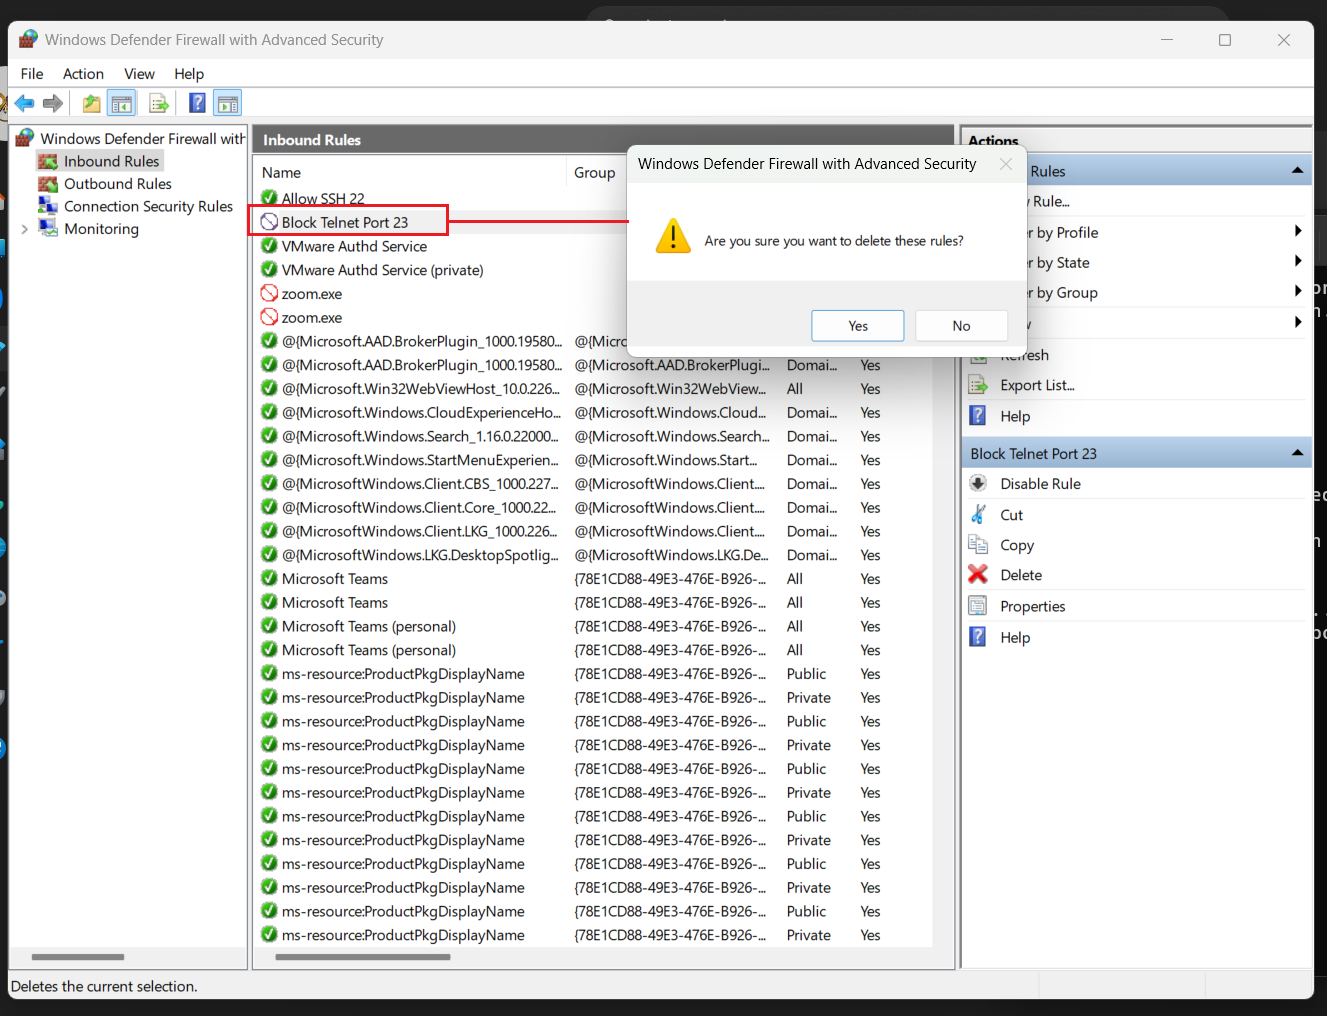 Windows Defender Firewall with Advanced Security
File Action View Help
Windows Defender Firewall with
Inbound Rules
Outbound Rules
Connection Security Rules
Monitoring
Inbound Rules
Name Group
Allow SSH 22
Block Telnet Port 23
VMware Authd Service
VMware Authd Service (private)
zoom.exe
zoom.exe
@{Microsoft.AAD.BrokerPlugin_1000.19580... @{Micro
@{Microsoft.AAD.BrokerPlugin_1000.19580... @{Microsoft.AAD.BrokerPlugi... Domai... Yes
@{Microsoft.Win32WebViewHost_10.0.226... @{Microsoft.Win32WebView... All Yes
@{Microsoft.Windows.CloudExperienceHo... @{Microsoft.Windows.Cloud... Domai... Yes
@{Microsoft.Windows.Search_1.16.0.22000... @{Microsoft.Windows.Search... Domai... Yes
@{Microsoft.Windows.StartMenuExperien... @{Microsoft.Windows.Start... Domai... Yes
@{MicrosoftWindows.Client.CBS_1000.227... @{MicrosoftWindows.Client.... Domai... Yes
@{MicrosoftWindows.Client.Core_1000.22... @{MicrosoftWindows.Client.... Domai... Yes
@{MicrosoftWindows.Client.LKG_1000.226... @{MicrosoftWindows.Client.... Domai... Yes
@{MicrosoftWindows.LKG.DesktopSpotlig... @{MicrosoftWindows.LKG.De... Domai... Yes
Microsoft Teams {78E1CD88-49E3-476E-B926-... All Yes
Microsoft Teams {78E1CD88-49E3-476E-B926-... All Yes
Microsoft Teams (personal) {78E1CD88-49E3-476E-B926-... All Yes
Microsoft Teams (personal) {78E1CD88-49E3-476E-B926-... All Yes
ms-resource:ProductPkgDisplayName {78E1CD88-49E3-476E-B926-... Public Yes
ms-resource:ProductPkgDisplayName {78E1CD88-49E3-476E-B926-... Private Yes
ms-resource:ProductPkgDisplayName {78E1CD88-49E3-476E-B926-... Public Yes
ms-resource:ProductPkgDisplayName {78E1CD88-49E3-476E-B926-... Private Yes
ms-resource:ProductPkgDisplayName {78E1CD88-49E3-476E-B926-... Public Yes
ms-resource:ProductPkgDisplayName {78E1CD88-49E3-476E-B926-... Private Yes
ms-resource:ProductPkgDisplayName {78E1CD88-49E3-476E-B926-... Public Yes
ms-resource:ProductPkgDisplayName {78E1CD88-49E3-476E-B926-... Private Yes
ms-resource:ProductPkgDisplayName {78E1CD88-49E3-476E-B926-... Public Yes
ms-resource:ProductPkgDisplayName {78E1CD88-49E3-476E-B926-... Private Yes
ms-resource:ProductPkgDisplayName {78E1CD88-49E3-476E-B926-... Public Yes
ms-resource:ProductPkgDisplayName {78E1CD88-49E3-476E-B926-... Private Yes
Windows Defender Firewall with Advanced Security
Are you sure you want to delete these rules?
Yes No
Actions
Rules
Rule...
by Profile
by State
by Group
Refresh
Export List...
Help
Block Telnet Port 23
Disable Rule
Cut
Copy
Delete
Properties
Help
Deletes the current selection.